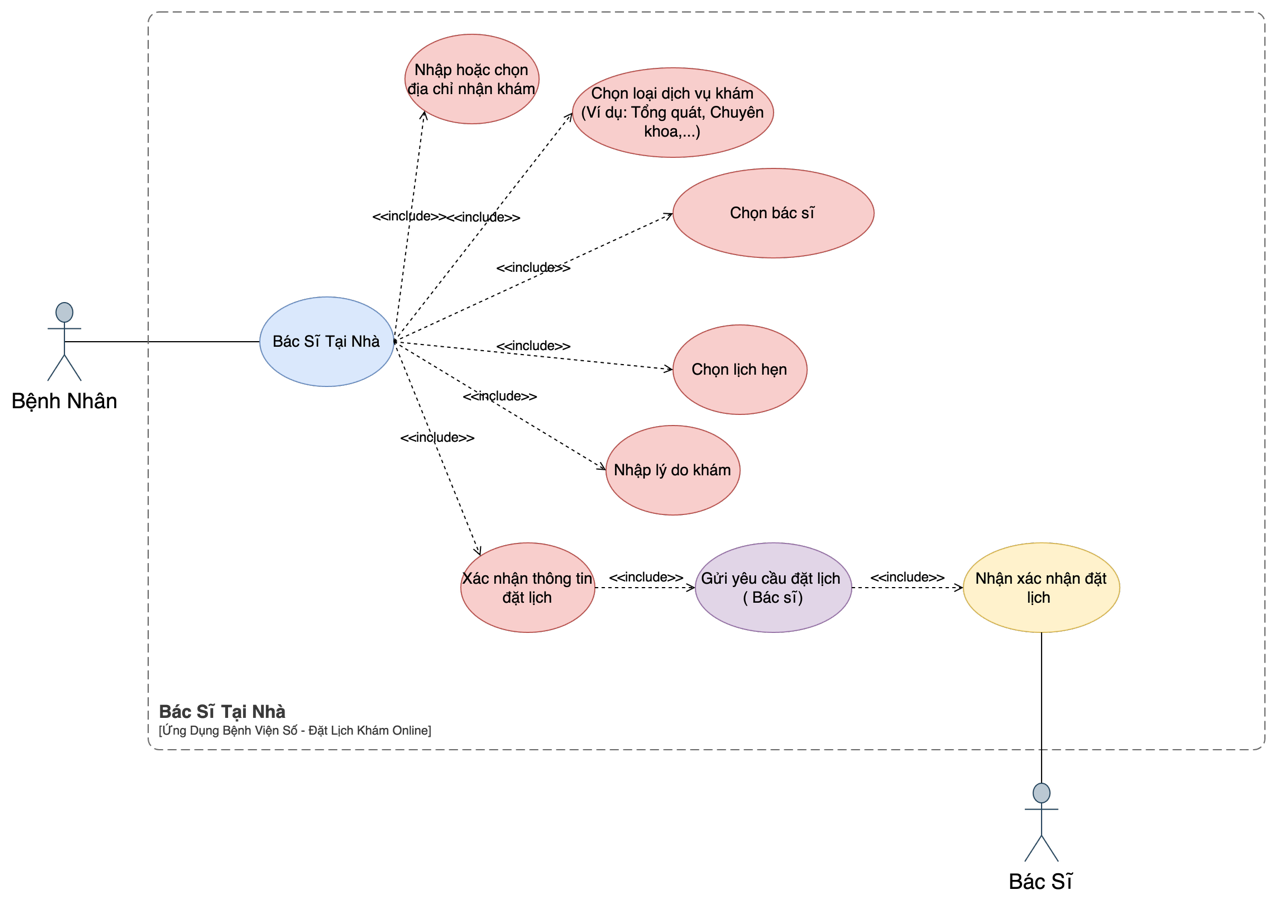 Nhập hoặc chọn
địa chỉ nhận khám
Chọn loại dịch vụ khám
(Ví dụ: Tổng quát, Chuyên
khoa,...)
Chọn bác sĩ
<<include>>
<<include>>
<<include>>
Bác Sĩ Tại Nhà
<<include>>
Chọn lịch hẹn
Bệnh Nhân
<<include>>
<<include>>
Nhập lý do khám
Xác nhận thông tin
đặt lịch
<<include>>
Gửi yêu cầu đặt lịch
( Bác sĩ)
<<include>>
Nhận xác nhận đặt
lịch
Bác Sĩ Tại Nhà
[Ứng Dụng Bệnh Viện Số - Đặt Lịch Khám Online]
Bác Sĩ